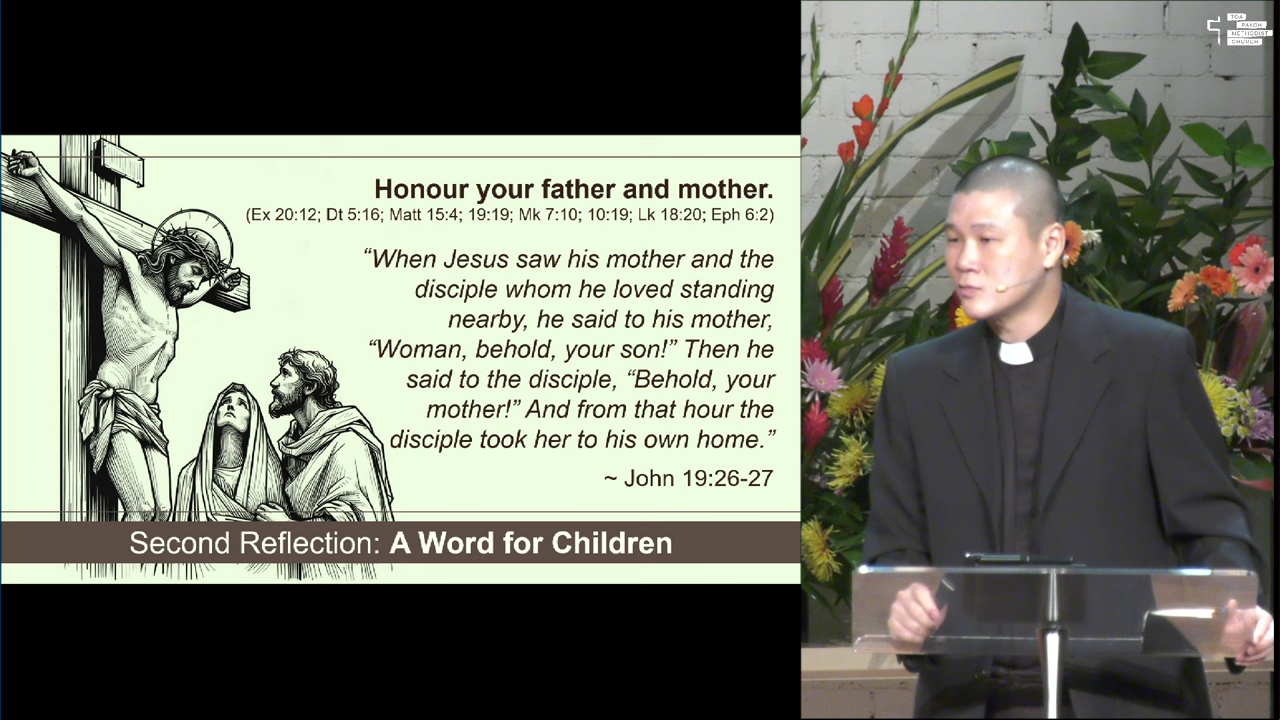 Honour your father and mother.
(Ex 20:12; Dt 5:16; Matt 15:4; 19:19; Mk 7:10; 10:19; Lk 18:20; Eph 6:2)
“When Jesus saw his mother and the
disciple whom he loved standing
nearby, he said to his mother,
“Woman, behold, your son!” Then he
said to the disciple, “Behold, your
mother!” And from that hour the
disciple took her to his own home.”
~ John 19:26-27
Second Reflection: A Word for Children
TOA
PAYOH
METHODIST
CHURCH